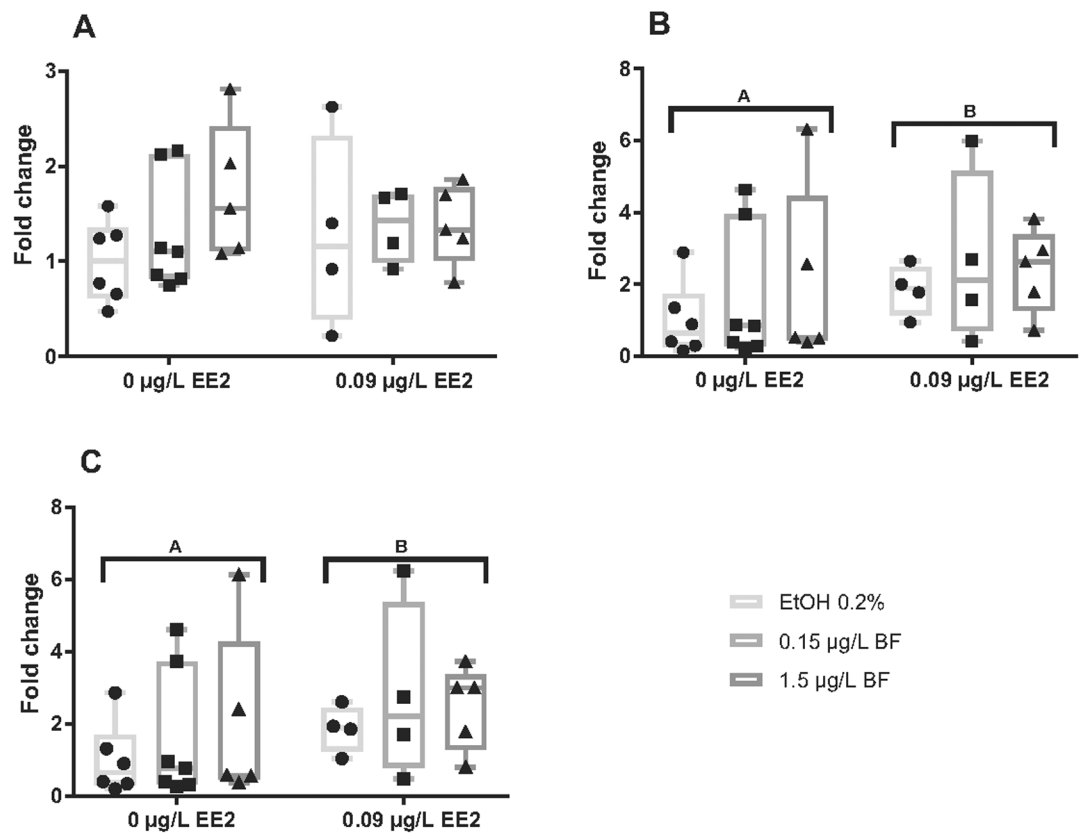 A
Fold change
3
2
1
0
0 µg/L EE2
0.09 µg/L EE2
B
Fold change
8
6
4
2
0
A
B
0 µg/L EE2
0.09 µg/L EE2
C
Fold change
8
6
4
2
0
A
B
0 µg/L EE2
0.09 µg/L EE2
EtOH 0.2%
0.15 µg/L BF
1.5 µg/L BF